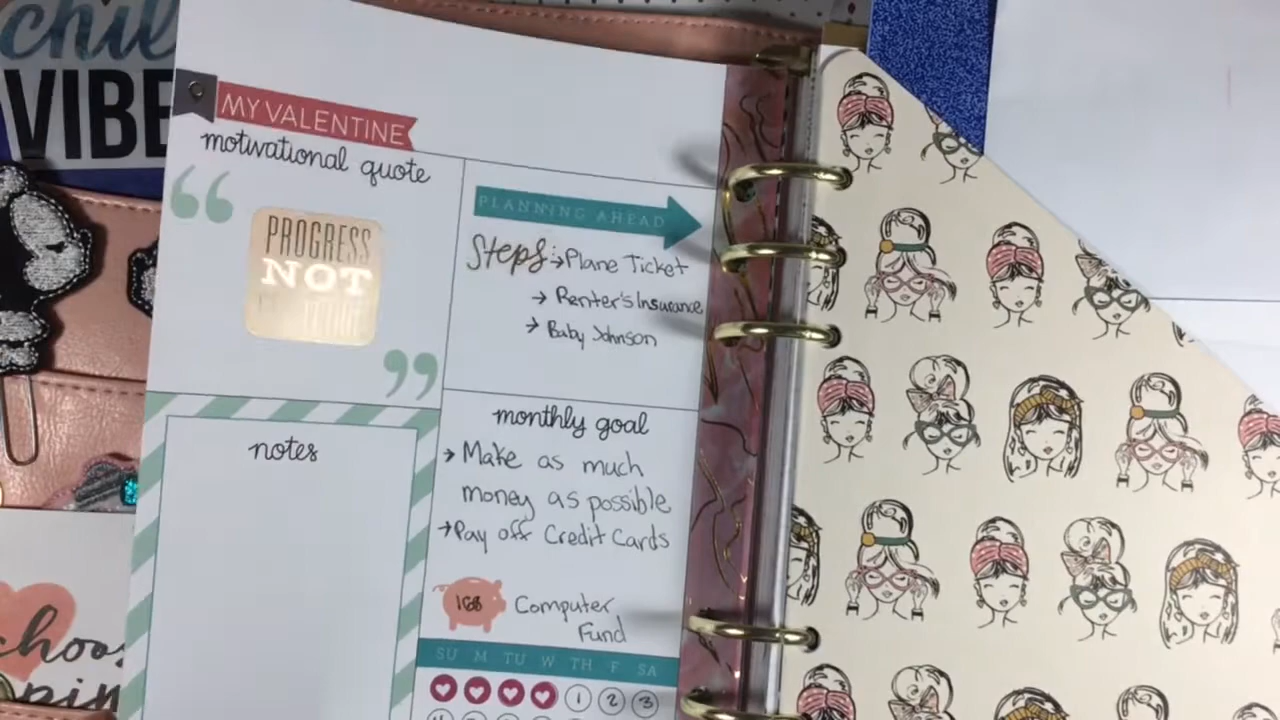 chil
VIBE
MY VALENTINE
motivational quote
“
PROGRESS
NOT
”
PLANNING AHEAD
Steps: → Plane Ticket
→ Renter's Insurance
→ Baby Johnson
notes
monthly goal
→ Make as much
money as possible
→ Pay off Credit Cards
168
Computer
Fund
SU M TU W TH F SA
1 2 3
choos